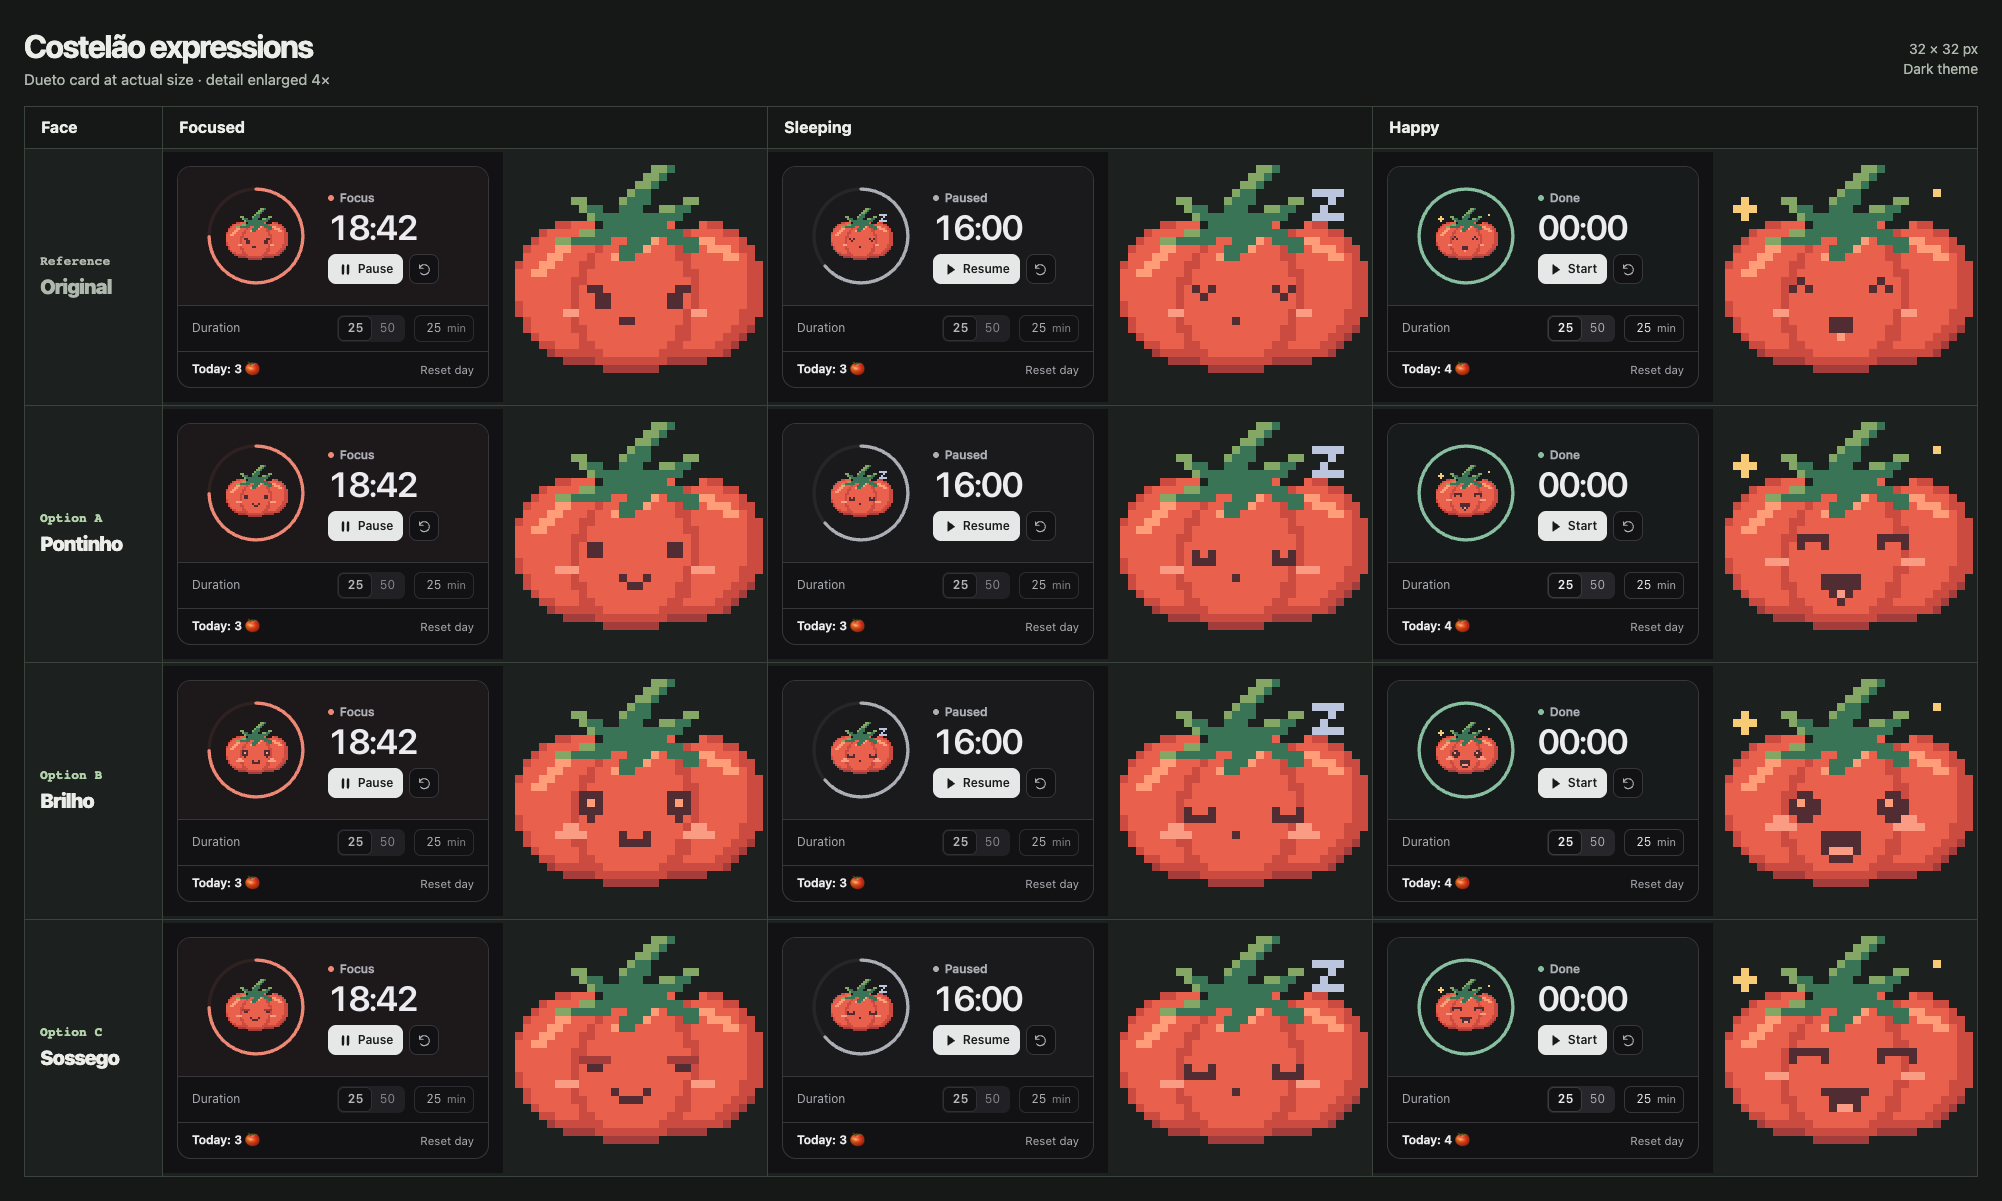 Costelão expressions
Dueto card at actual size · detail enlarged 4×
32 × 32 px
Dark theme
Face
Focused
Sleeping
Happy
Reference
Original
Focus
18:42
Pause
Duration
25 50
25 min
Today: 3
Reset day
Paused
16:00
Resume
Duration
25 50
25 min
Today: 3
Reset day
Done
00:00
Start
Duration
25 50
25 min
Today: 4
Reset day
Option A
Pontinho
Focus
18:42
Pause
Duration
25 50
25 min
Today: 3
Reset day
Paused
16:00
Resume
Duration
25 50
25 min
Today: 3
Reset day
Done
00:00
Start
Duration
25 50
25 min
Today: 4
Reset day
Option B
Brilho
Focus
18:42
Pause
Duration
25 50
25 min
Today: 3
Reset day
Paused
16:00
Resume
Duration
25 50
25 min
Today: 3
Reset day
Done
00:00
Start
Duration
25 50
25 min
Today: 4
Reset day
Option C
Sossego
Focus
18:42
Pause
Duration
25 50
25 min
Today: 3
Reset day
Paused
16:00
Resume
Duration
25 50
25 min
Today: 3
Reset day
Done
00:00
Start
Duration
25 50
25 min
Today: 4
Reset day